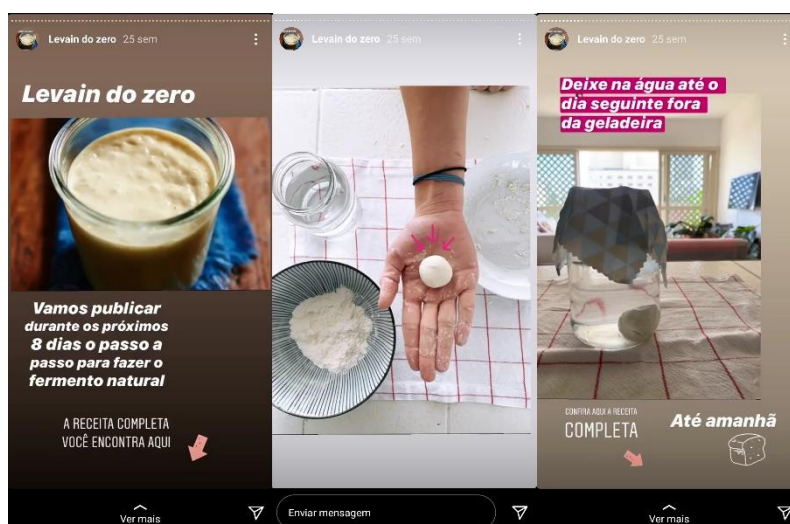 Levain do zero 25 sem
Levain do zero
Vamos publicar
durante os próximos
8 dias o passo a
passo para fazer o
fermento natural
A RECEITA COMPLETA
VOCÊ ENCONTRA AQUI
Ver mais
Levain do zero 25 sem
Enviar mensagem
Levain do zero 25 sem
Deixe na água até o
dia seguinte fora
da geladeira
CONFIRA AQUI A RECEITA
COMPLETA
Até amanhã
Ver mais